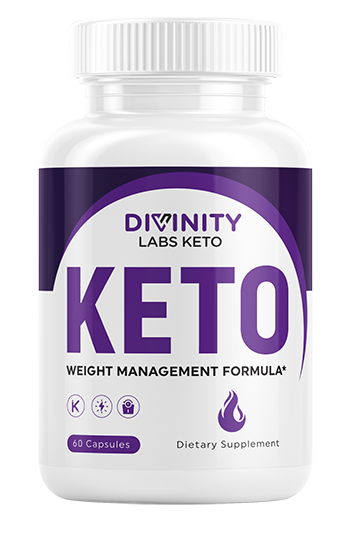 DIVINITY
LABS KETO
KETO
WEIGHT MANAGEMENT FORMULA*
K
60 Capsules
Dietary Supplement